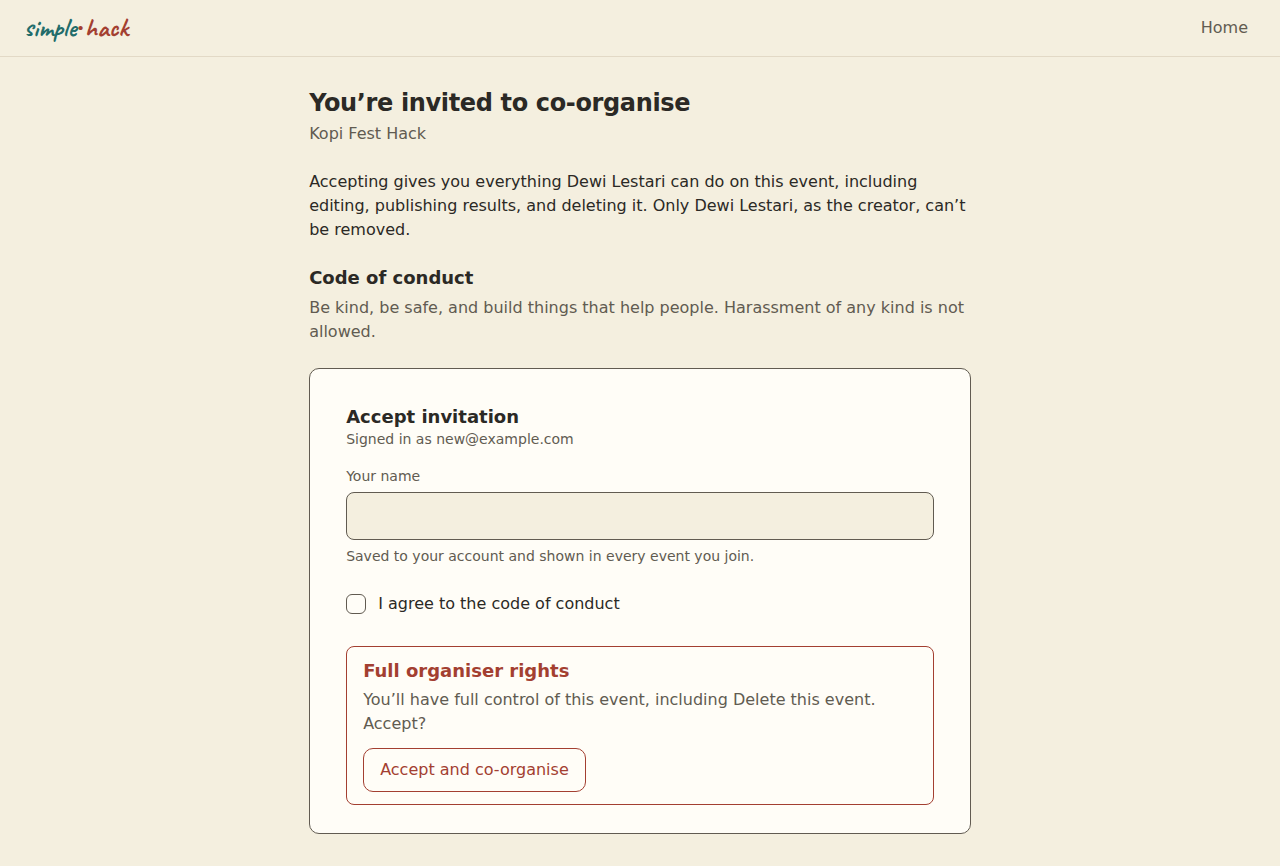 simple·hack
Home
You’re invited to co-organise
Kopi Fest Hack
Accepting gives you everything Dewi Lestari can do on this event, including
editing, publishing results, and deleting it. Only Dewi Lestari, as the creator, can’t
be removed.
Code of conduct
Be kind, be safe, and build things that help people. Harassment of any kind is not
allowed.
Accept invitation
Signed in as new@example.com
Your name
Saved to your account and shown in every event you join.
I agree to the code of conduct
Full organiser rights
You’ll have full control of this event, including Delete this event.
Accept?
Accept and co-organise